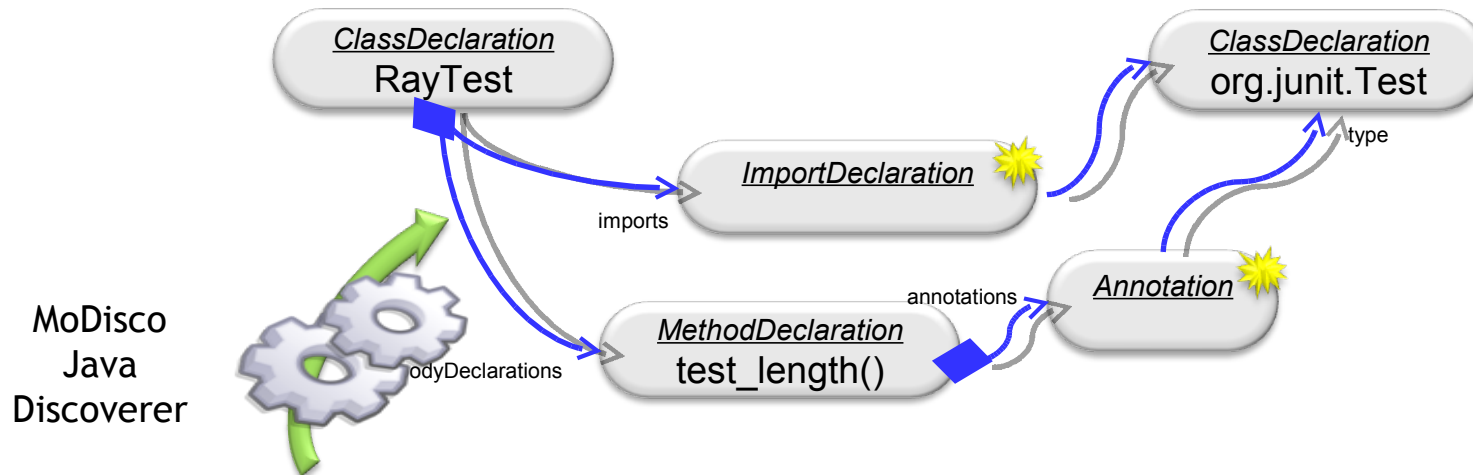 ClassDeclaration
RayTest
ClassDeclaration
org.junit.Test
type
ImportDeclaration
imports
annotations
Annotation
MethodDeclaration
test_length()
odyDeclarations
MoDisco
Java
Discoverer